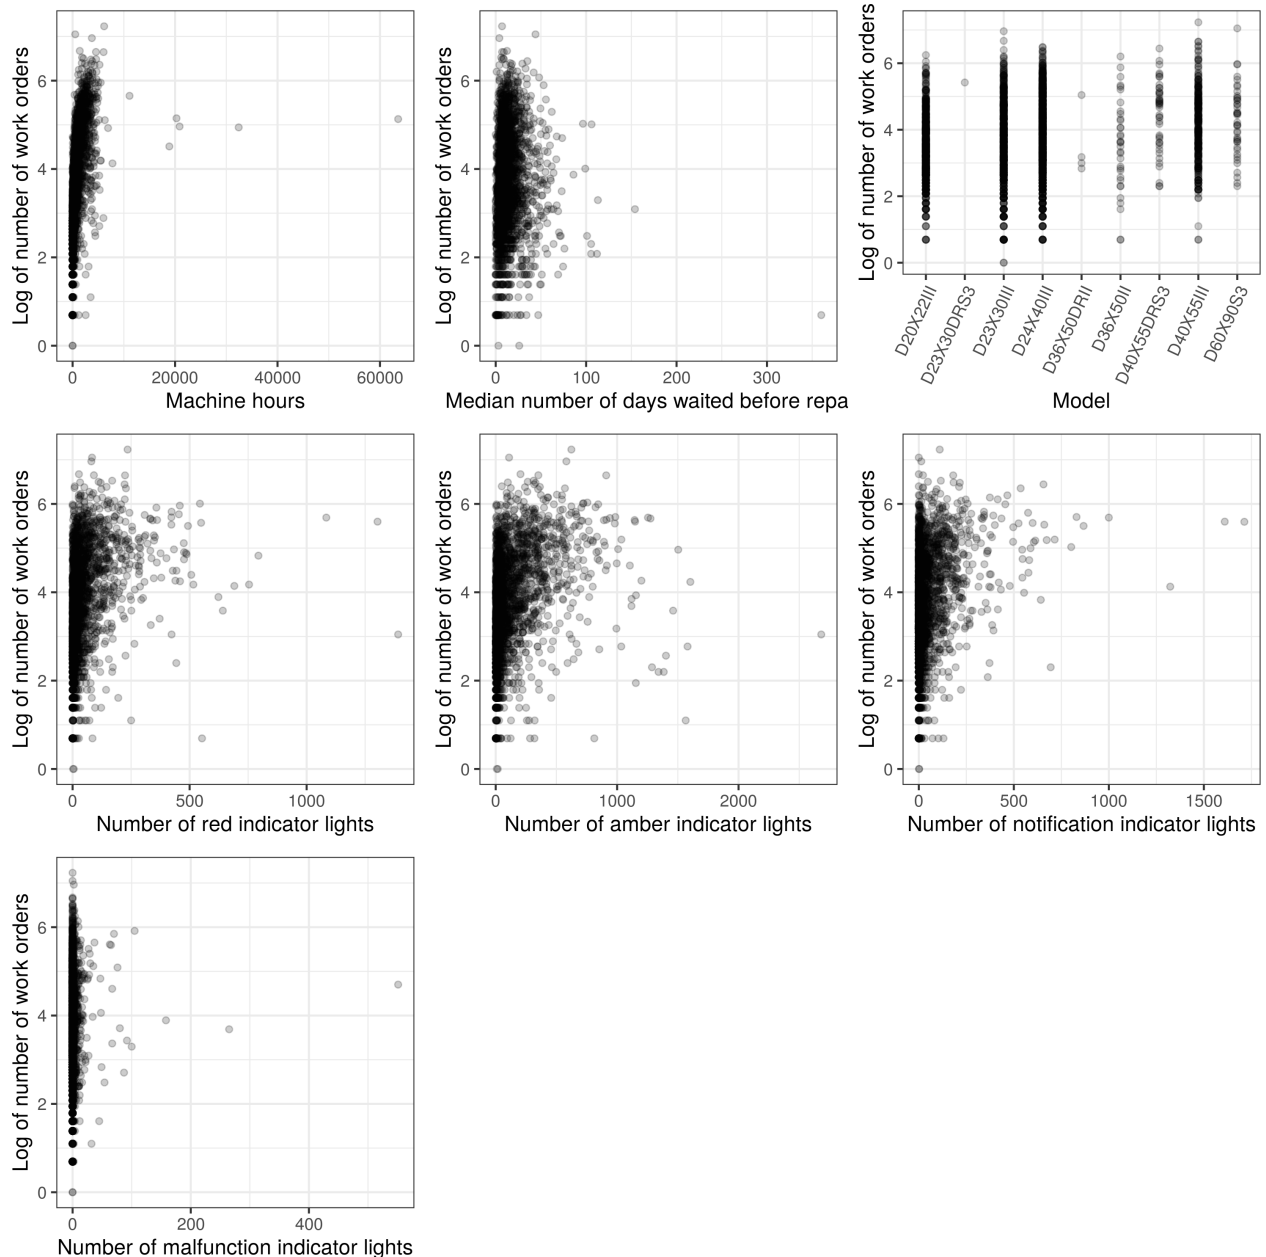 Log of number of work orders
0
2
4
6
0
20000
40000
60000
Machine hours
Log of number of work orders
0
2
4
6
0
100
200
300
Median number of days waited before repa
Log of number of work orders
0
2
4
6
D20X22III
D23X30DRS3
D23X30III
D24X40III
D36X50DRII
D36X50II
D40X55DRS3
D40X55III
D60X90S3
Model
Log of number of work orders
0
2
4
6
0
500
1000
Number of red indicator lights
Log of number of work orders
0
2
4
6
0
1000
2000
Number of amber indicator lights
Log of number of work orders
0
2
4
6
0
500
1000
1500
Number of notification indicator lights
Log of number of work orders
0
2
4
6
0
200
400
Number of malfunction indicator lights